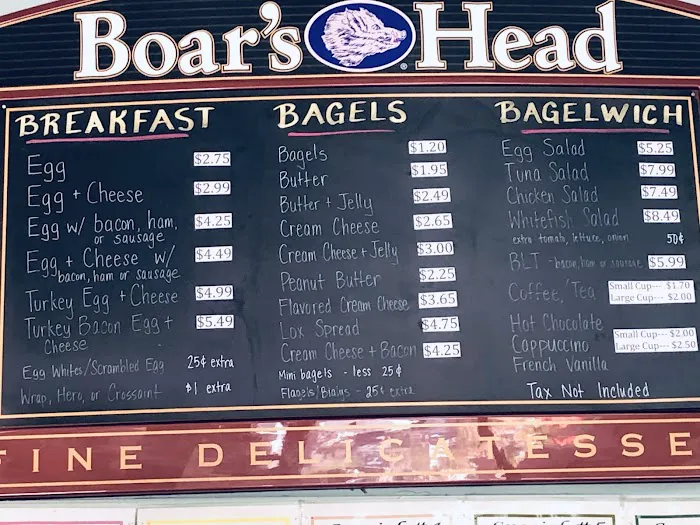 Boar's Head
BREAKFAST
Egg $2.75
Egg + Cheese $2.99
Egg w/ bacon, ham,
or sausage $4.25
Egg + Cheese w/
bacon, ham or sausage $4.49
Turkey Egg + Cheese $4.99
Turkey Bacon Egg +
Cheese $5.49
Egg Whites/Scrambled Egg 25¢ extra
Wrap, Hero, or Crossaint $1 extra
BAGELS
Bagels $1.20
Butter $1.95
Butter + Jelly $2.49
Cream Cheese $2.65
Cream Cheese + Jelly $3.00
Peanut Butter $2.25
Flavored Cream Cheese $3.65
Lox Spread $4.75
Cream Cheese + Bacon $4.25
Mini bagels - less 25¢
Flagels/Bialys - 25¢ extra
BAGELWICH
Egg Salad $5.25
Tuna Salad $7.99
Chicken Salad $7.49
Whitefish Salad $8.49
extra tomato, lettuce, onion 50¢
BLT - bacon, ham or sausage $5.99
Coffee/Tea Small Cup--- $1.70
Large Cup--- $2.00
Hot Chocolate
Cappuccino Small Cup--- $2.00
Large Cup--- $2.50
French Vanilla
Tax Not Included
FINE DELICATESSE